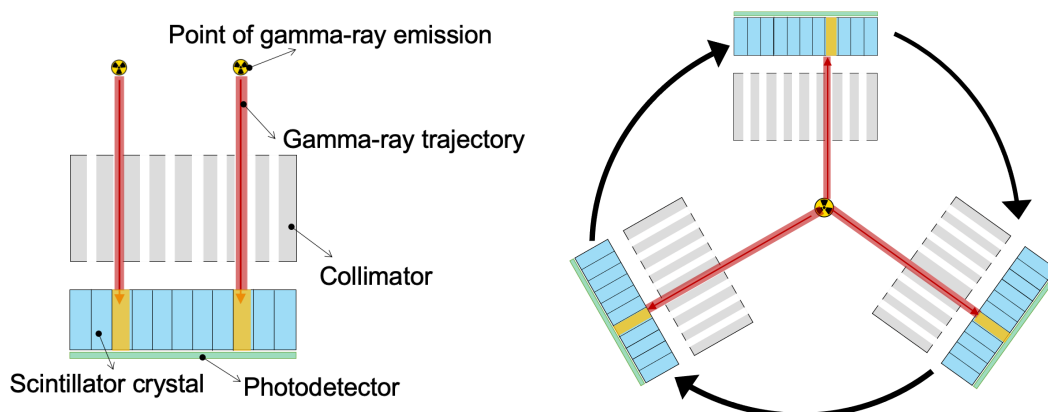 Point of gamma-ray emission
Gamma-ray trajectory
Collimator
Scintillator crystal
Photodetector